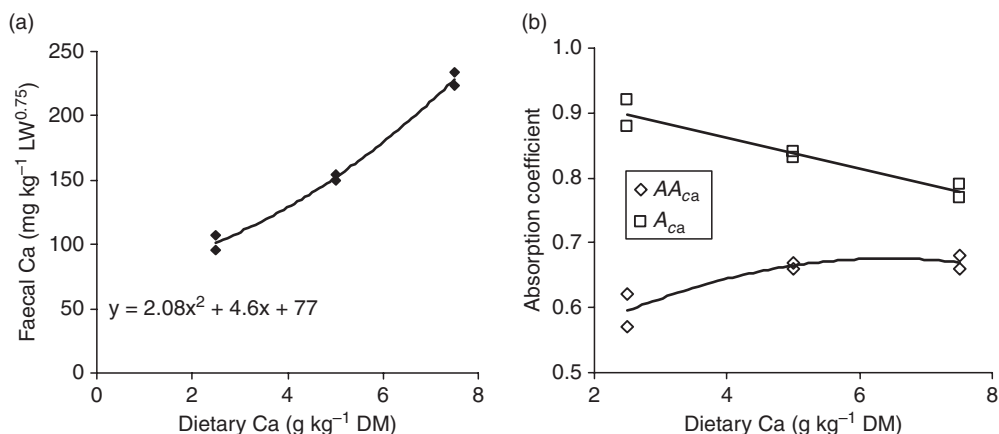 (a)
250
200
150
100
50
0
Faecal Ca (mg kg⁻¹ LW⁰·⁷⁵)
y = 2.08x² + 4.6x + 77
0 2 4 6 8
Dietary Ca (g kg⁻¹ DM)
(b)
1.0
0.9
0.8
0.7
0.6
0.5
Absorption coefficient
AAca
Aca
2 4 6 8
Dietary Ca (g kg⁻¹ DM)